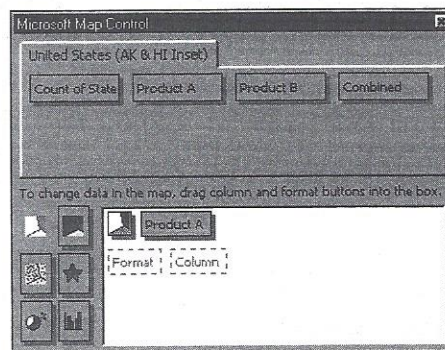 Microsoft Map Control
United States (AK & HI Inset)
Count of State Product A Product B Combined
To change data in the map, drag column and format buttons into the box.
Product A
Format Column